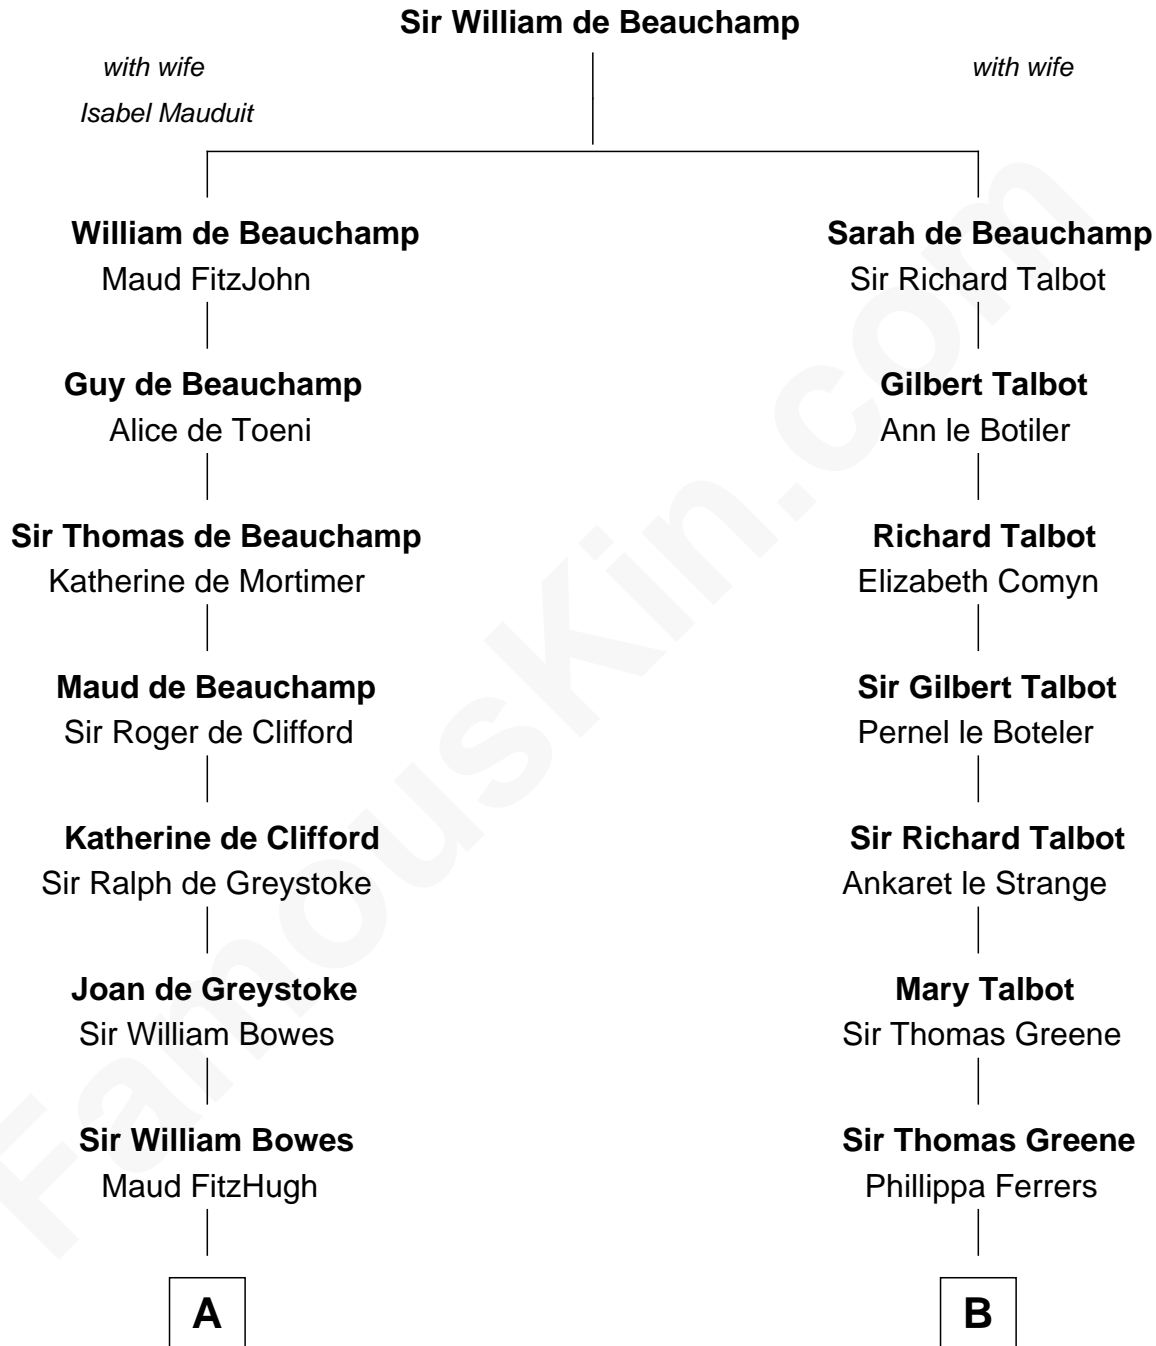 Sir William de Beauchamp
with wife
Isabel Mauduit
with wife
William de Beauchamp
Maud FitzJohn
Sarah de Beauchamp
Sir Richard Talbot
Guy de Beauchamp
Alice de Toeni
Gilbert Talbot
Ann le Botiler
Sir Thomas de Beauchamp
Katherine de Mortimer
Richard Talbot
Elizabeth Comyn
Maud de Beauchamp
Sir Roger de Clifford
Sir Gilbert Talbot
Pernel le Boteler
Katherine de Clifford
Sir Ralph de Greystoke
Sir Richard Talbot
Ankaret le Strange
Joan de Greystoke
Sir William Bowes
Mary Talbot
Sir Thomas Greene
Sir William Bowes
Maud FitzHugh
Sir Thomas Greene
Phillippa Ferrers
A
B
FamousKin.com